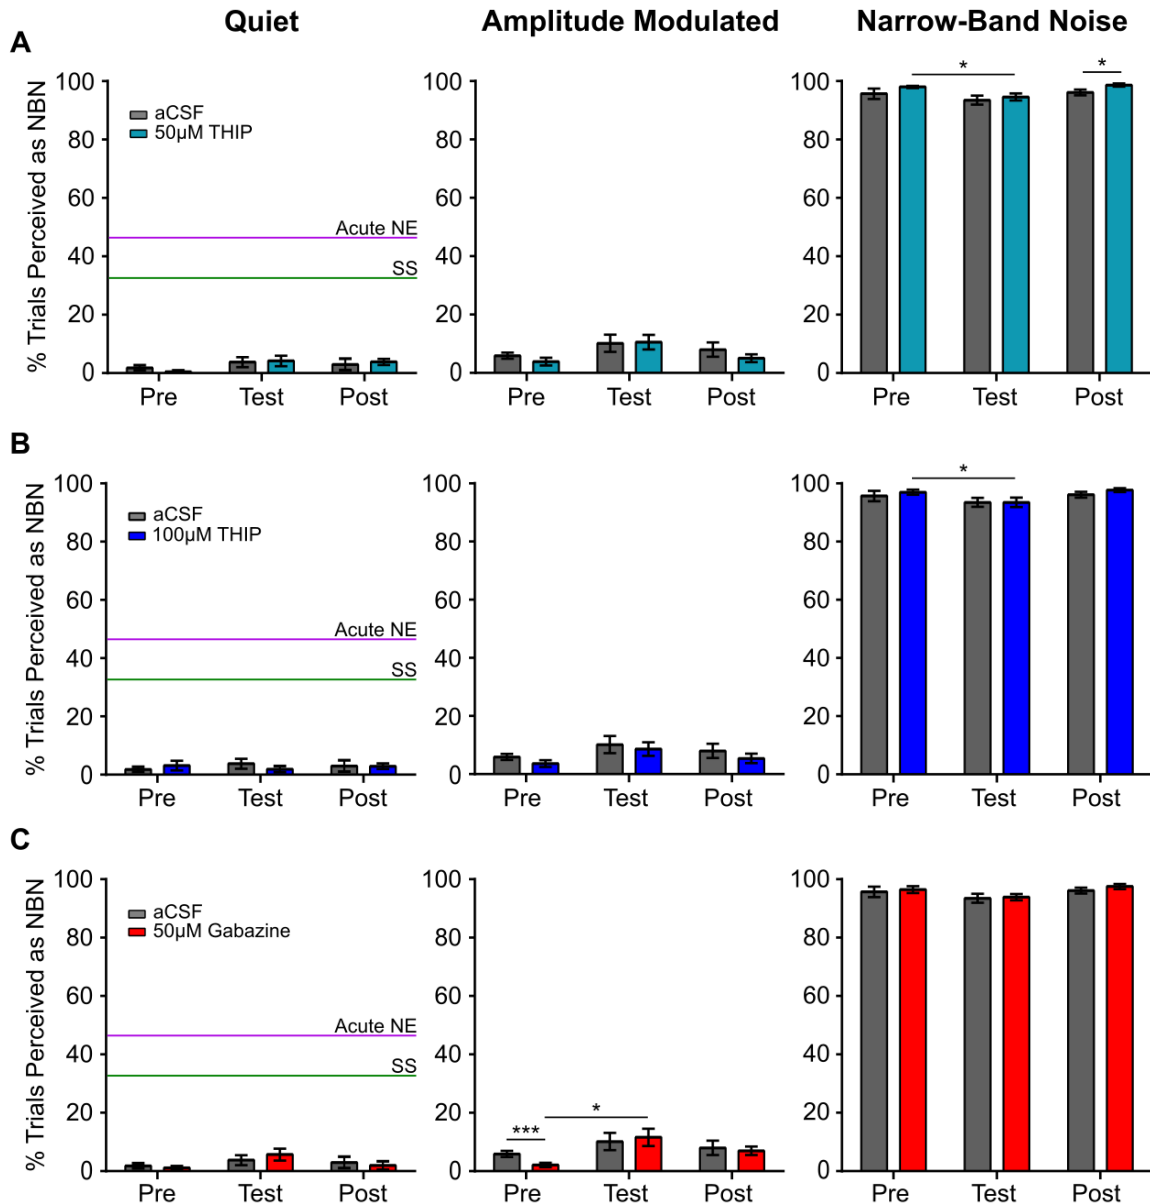 Quiet
Amplitude Modulated
Narrow-Band Noise
A
% Trials Perceived as NBN
100
80
60
40
20
0
aCSF
50µM THIP
Acute NE
SS
Pre Test Post
100
80
60
40
20
0
Pre Test Post
100
80
60
40
20
0
* *
Pre Test Post
B
% Trials Perceived as NBN
100
80
60
40
20
0
aCSF
100µM THIP
Acute NE
SS
Pre Test Post
100
80
60
40
20
0
Pre Test Post
100
80
60
40
20
0
*
Pre Test Post
C
% Trials Perceived as NBN
100
80
60
40
20
0
aCSF
50µM Gabazine
Acute NE
SS
Pre Test Post
100
80
60
40
20
0
*
***
Pre Test Post
100
80
60
40
20
0
Pre Test Post